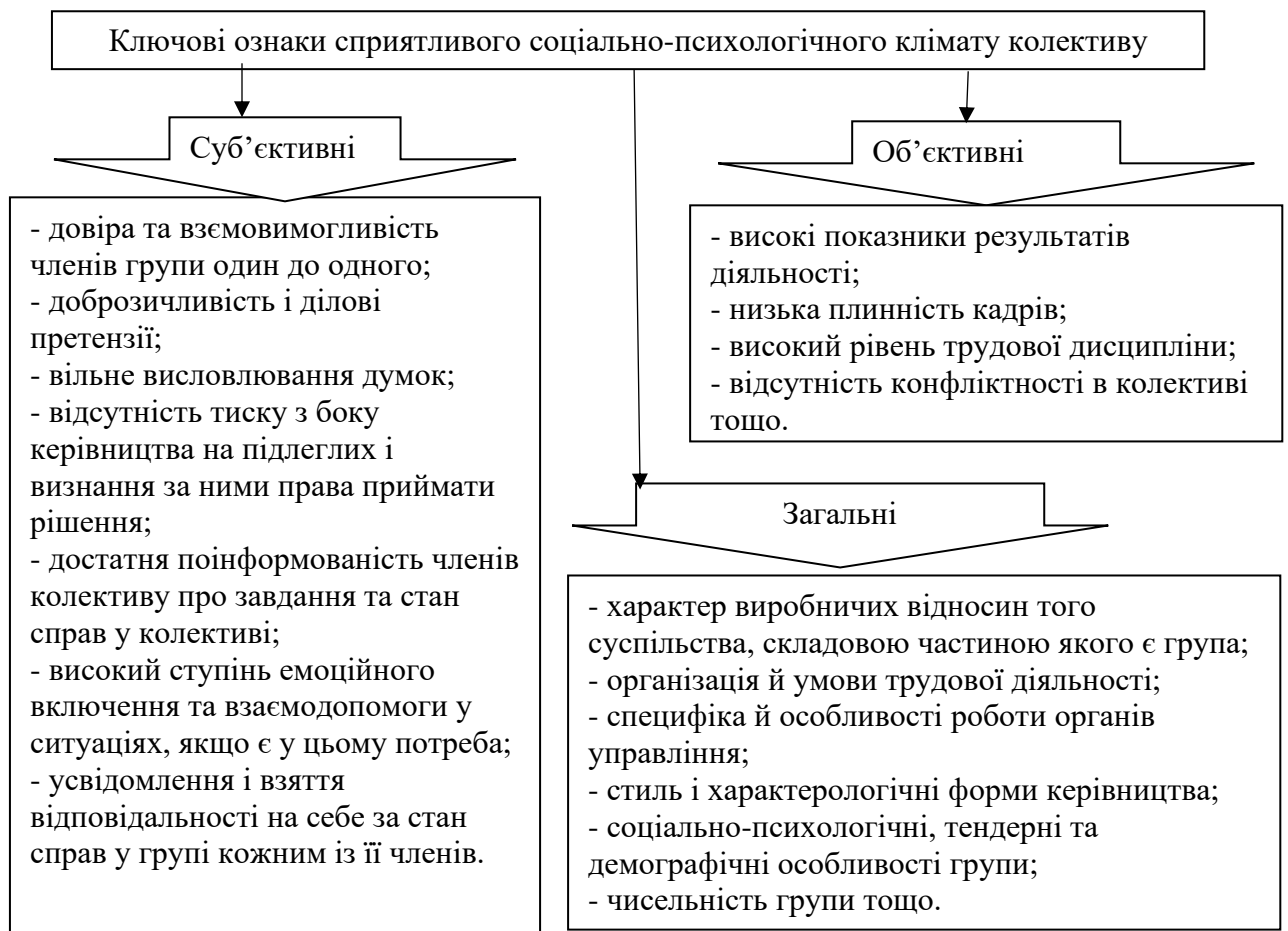 Ключові ознаки сприятливого соціально-психологічного клімату колективу
Суб’єктивні
- довіра та взємовимогливість
членів групи один до одного;
- доброзичливість і ділові
претензії;
- вільне висловлювання думок;
- відсутність тиску з боку
керівництва на підлеглих і
визнання за ними права приймати
рішення;
- достатня поінформованість членів
колективу про завдання та стан
справ у колективі;
- високий ступінь емоційного
включення та взаємодопомоги у
ситуаціях, якщо є у цьому потреба;
- усвідомлення і взяття
відповідальності на себе за стан
справ у групі кожним із її членів.
Об’єктивні
- високі показники результатів
діяльності;
- низька плинність кадрів;
- високий рівень трудової дисципліни;
- відсутність конфліктності в колективі
тощо.
Загальні
- характер виробничих відносин того
суспільства, складовою частиною якого є група;
- організація й умови трудової діяльності;
- специфіка й особливості роботи органів
управління;
- стиль і характерологічні форми керівництва;
- соціально-психологічні, тендерні та
демографічні особливості групи;
- чисельність групи тощо.